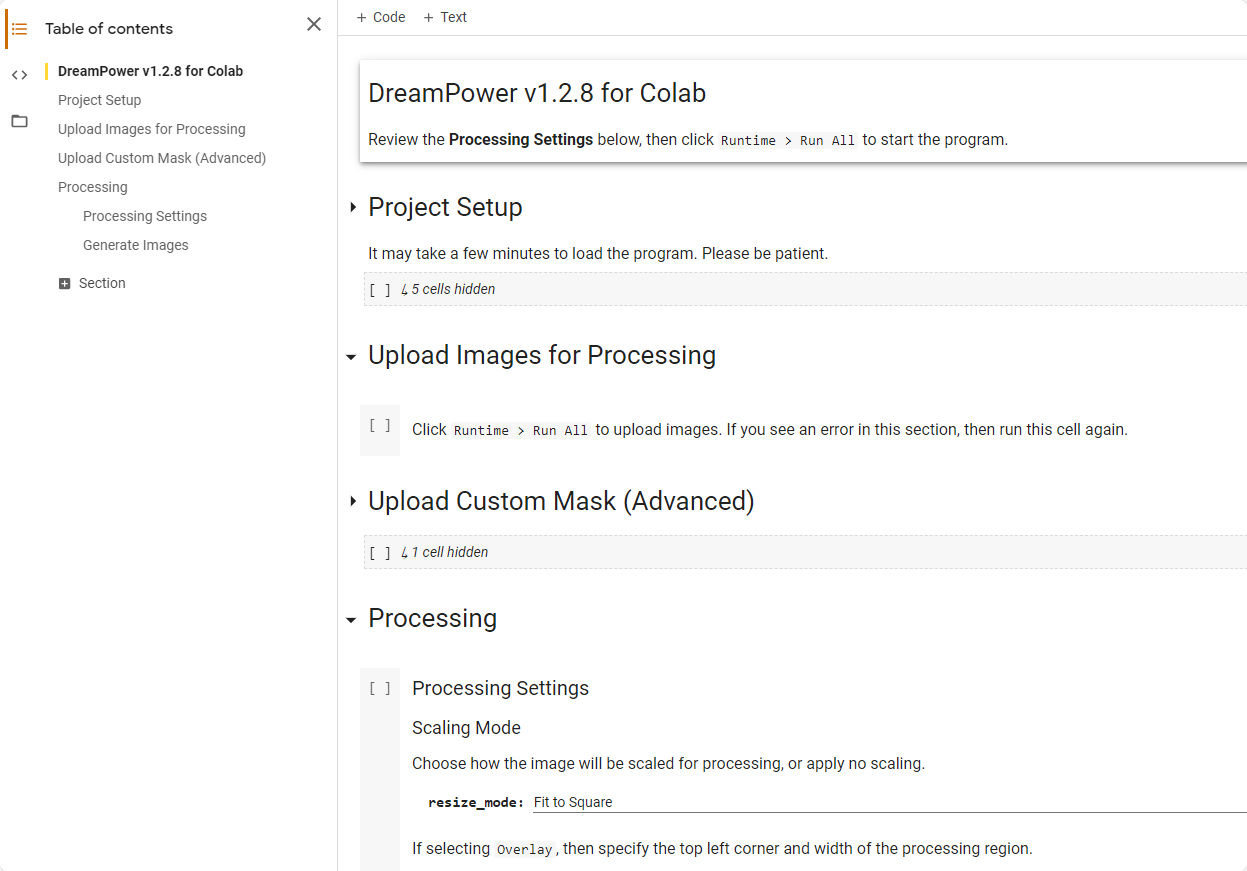 Table of contents
DreamPower v1.2.8 for Colab
Project Setup
Upload Images for Processing
Upload Custom Mask (Advanced)
Processing
Processing Settings
Generate Images
Section
+ Code + Text
DreamPower v1.2.8 for Colab
Review the Processing Settings below, then click Runtime > Run All to start the program.
Project Setup
It may take a few minutes to load the program. Please be patient.
[ ] ↳ 5 cells hidden
Upload Images for Processing
[ ] Click Runtime > Run All to upload images. If you see an error in this section, then run this cell again.
Upload Custom Mask (Advanced)
[ ] ↳ 1 cell hidden
Processing
[ ] Processing Settings
Scaling Mode
Choose how the image will be scaled for processing, or apply no scaling.
resize_mode: Fit to Square
If selecting Overlay, then specify the top left corner and width of the processing region.